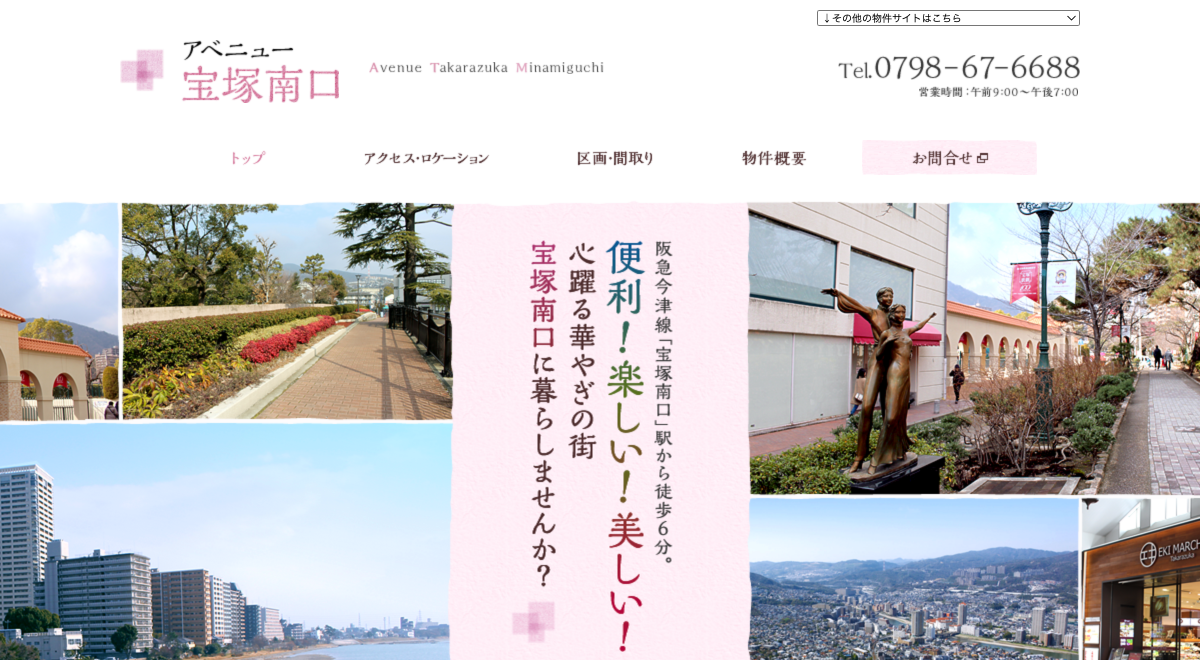 ↓その他の物件サイトはこちら
アベニュー
宝塚南口
Avenue Takarazuka Minamiguchi
Tel.0798-67-6688
営業時間:午前9:00〜午後7:00
トップ
アクセス・ロケーション
区画・間取り
物件概要
お問合せ
阪急今津線「宝塚南口」駅から徒歩6分。
便利!楽しい!美しい!
心躍る華やぎの街
宝塚南口に暮らしませんか?
EKI MARCH
Takarazuka